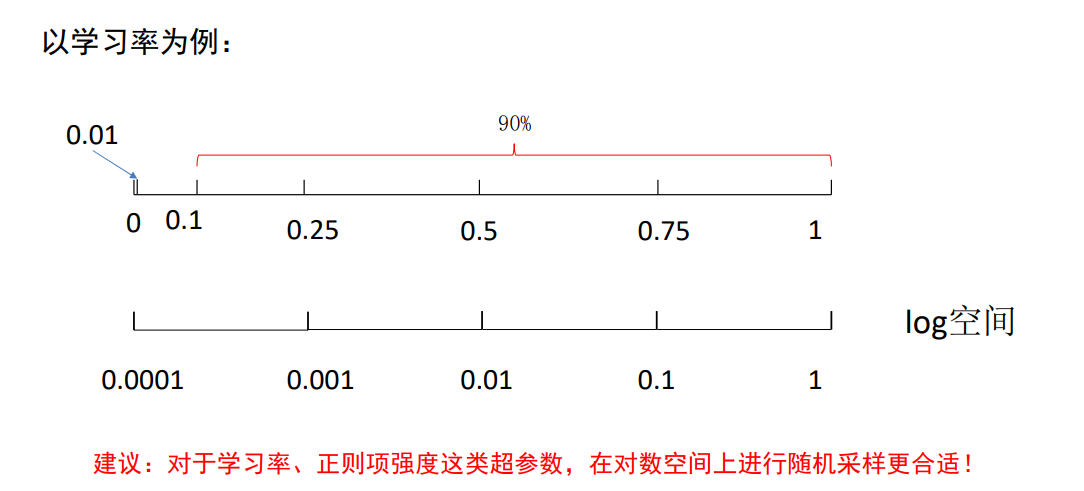 以学习率为例：
90%
0.01
0 0.1 0.25 0.5 0.75 1
log空间
0.0001 0.001 0.01 0.1 1
建议：对于学习率、正则项强度这类超参数，在对数空间上进行随机采样更合适！